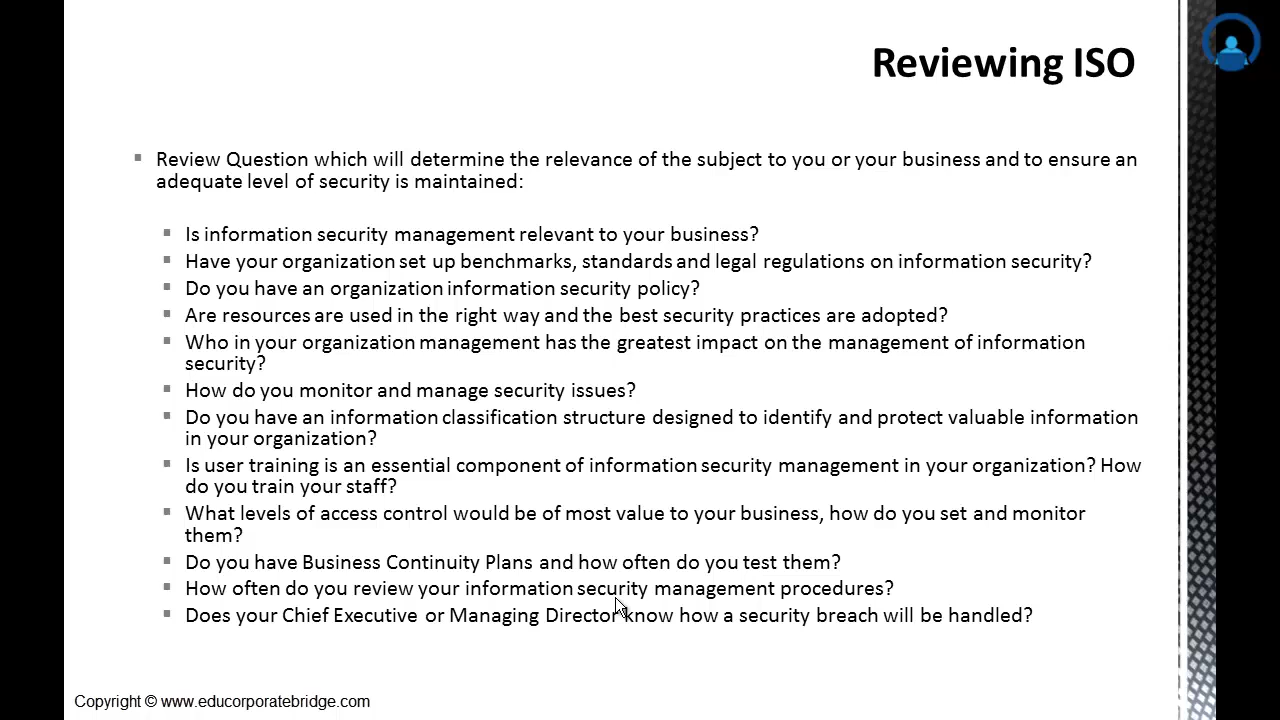 Reviewing ISO
Review Question which will determine the relevance of the subject to you or your business and to ensure an
adequate level of security is maintained:
Is information security management relevant to your business?
Have your organization set up benchmarks, standards and legal regulations on information security?
Do you have an organization information security policy?
Are resources are used in the right way and the best security practices are adopted?
Who in your organization management has the greatest impact on the management of information
security?
How do you monitor and manage security issues?
Do you have an information classification structure designed to identify and protect valuable information
in your organization?
Is user training is an essential component of information security management in your organization? How
do you train your staff?
What levels of access control would be of most value to your business, how do you set and monitor
them?
Do you have Business Continuity Plans and how often do you test them?
How often do you review your information security management procedures?
Does your Chief Executive or Managing Director know how a security breach will be handled?
Copyright © www.educorporatebridge.com